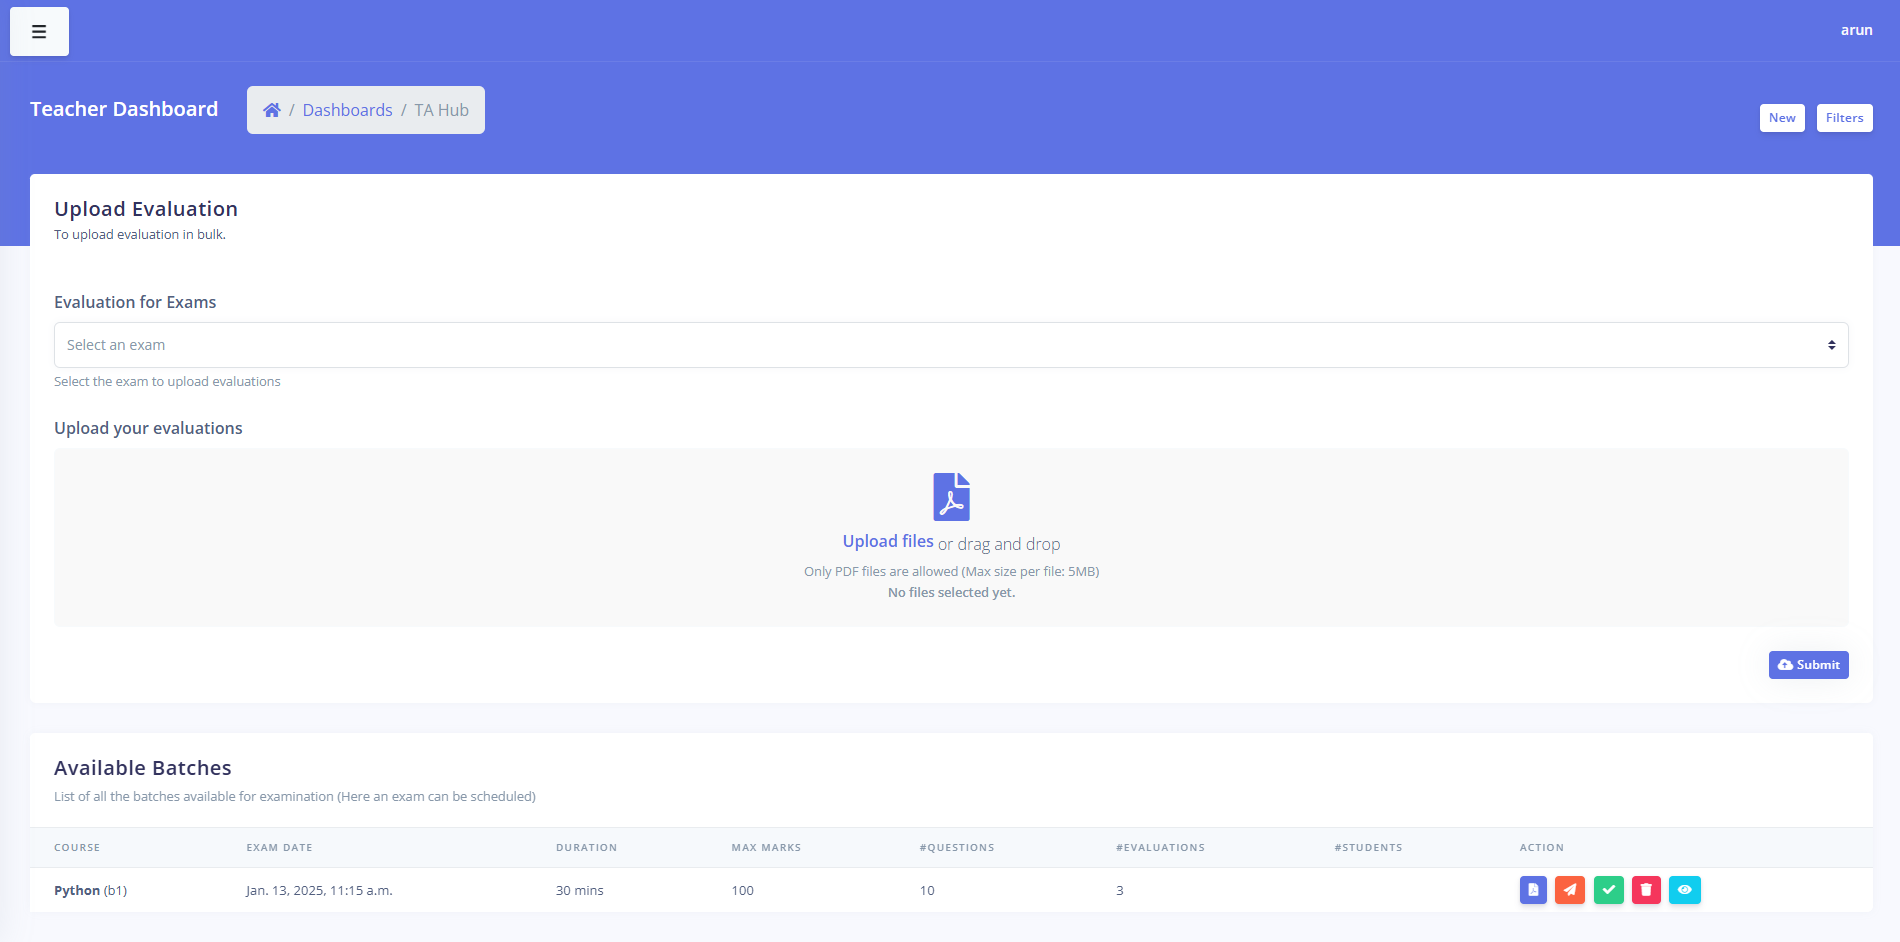 arun
Teacher Dashboard
/ Dashboards / TA Hub
New
Filters
Upload Evaluation
To upload evaluation in bulk.
Evaluation for Exams
Select an exam
Select the exam to upload evaluations
Upload your evaluations
Upload files or drag and drop
Only PDF files are allowed (Max size per file: 5MB)
No files selected yet.
Submit
Available Batches
List of all the batches available for examination (Here an exam can be scheduled)
COURSE EXAM DATE DURATION MAX MARKS #QUESTIONS #EVALUATIONS #STUDENTS ACTION
Python (b1) Jan. 13, 2025, 11:15 a.m. 30 mins 100 10 3